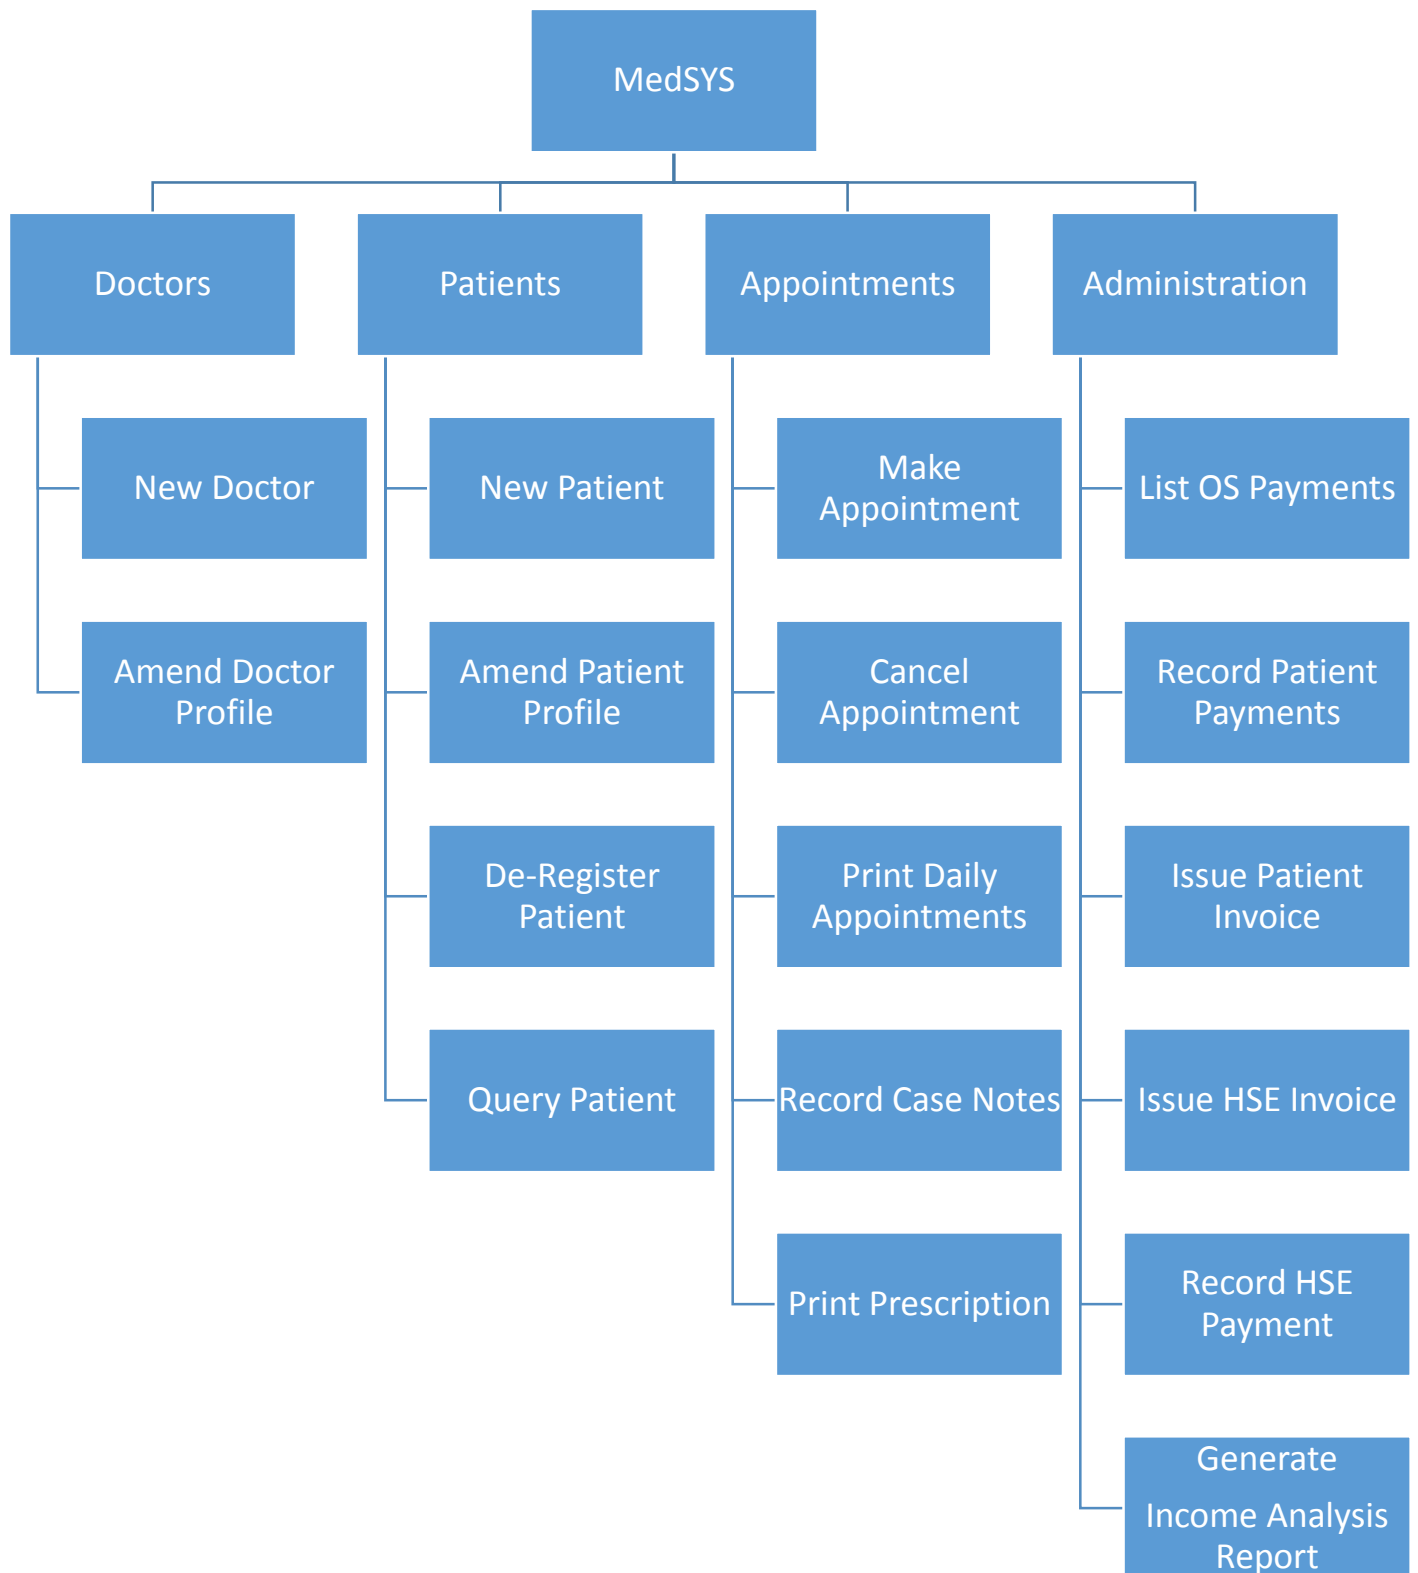 MedSYS
Doctors
Patients
Appointments
Administration
New Doctor
New Patient
Make
Appointment
List OS Payments
Amend Doctor
Profile
Amend Patient
Profile
Cancel
Appointment
Record Patient
Payments
De-Register
Patient
Print Daily
Appointments
Issue Patient
Invoice
Query Patient
Record Case Notes
Issue HSE Invoice
Print Prescription
Record HSE
Payment
Generate
Income Analysis
Report